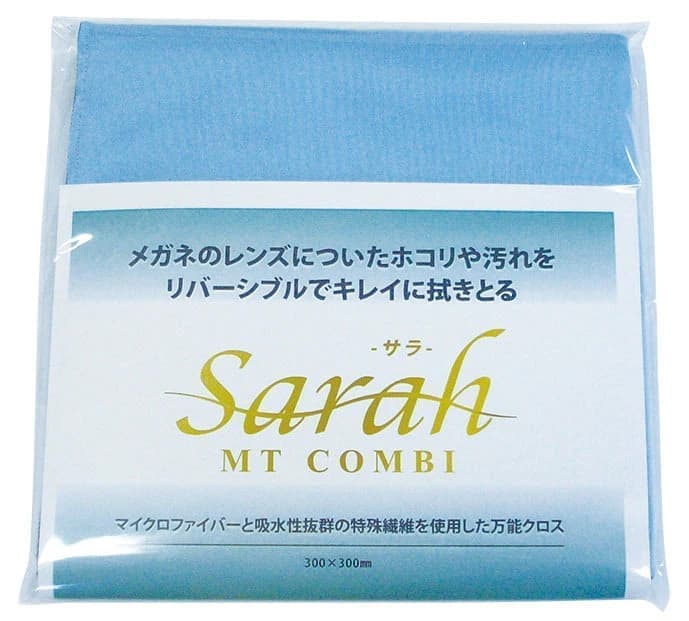 メガネのレンズについたホコリや汚れを
リバーシブルでキレイに拭きとる
-サラ-
Sarah
MT COMBI
マイクロファイバーと吸水性抜群の特殊繊維を使用した万能クロス
300×300㎜